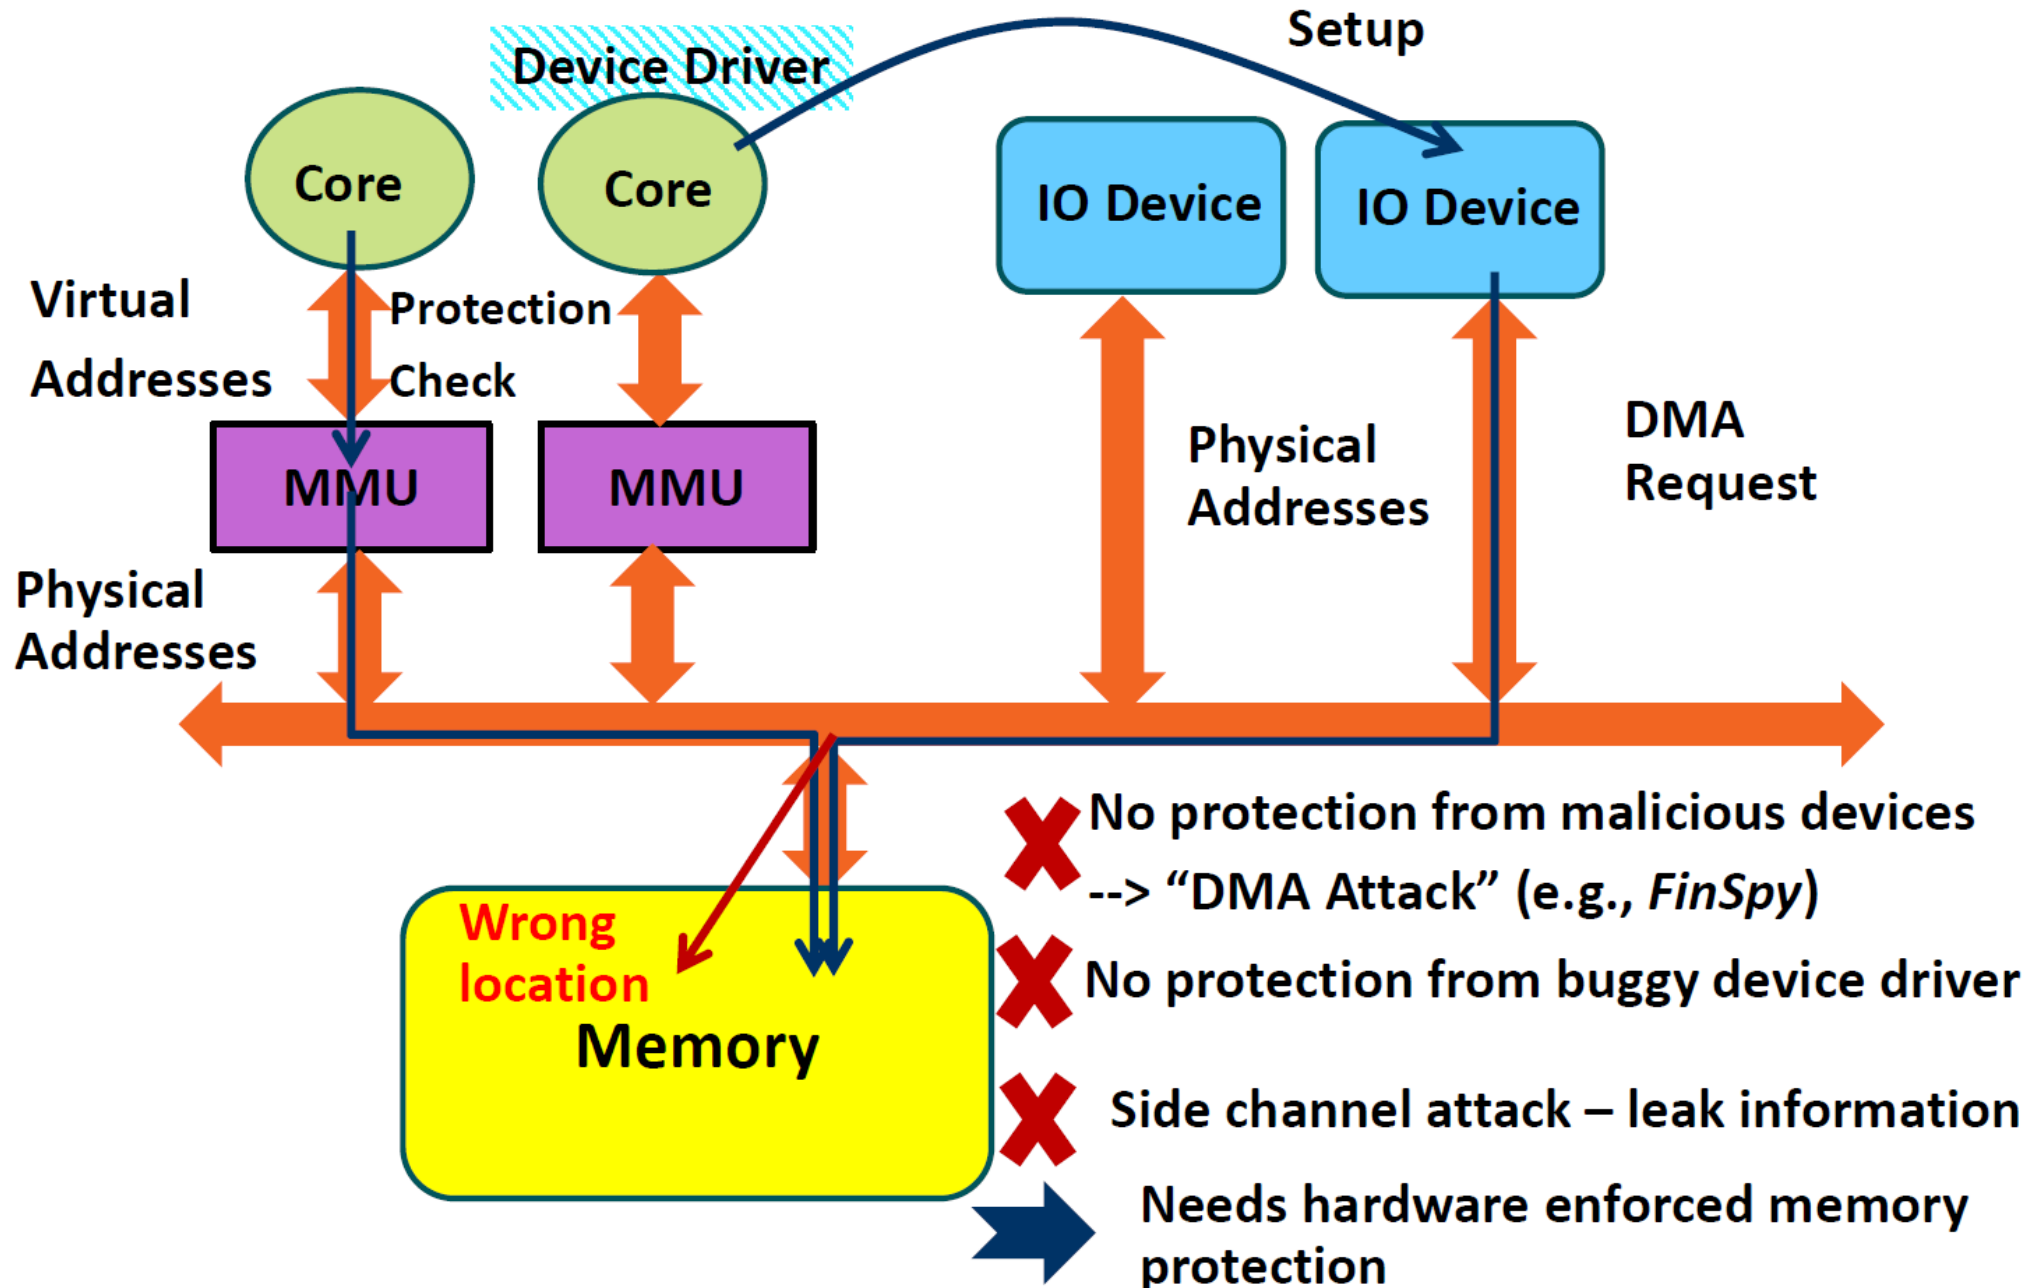 Setup
Device Driver
Core
Core
IO Device
IO Device
Virtual
Addresses
Protection
Check
MMU
MMU
Physical
Addresses
DMA
Request
Physical
Addresses
Wrong
location
Memory
No protection from malicious devices
--> “DMA Attack” (e.g., FinSpy)
No protection from buggy device driver
Side channel attack – leak information
Needs hardware enforced memory
protection